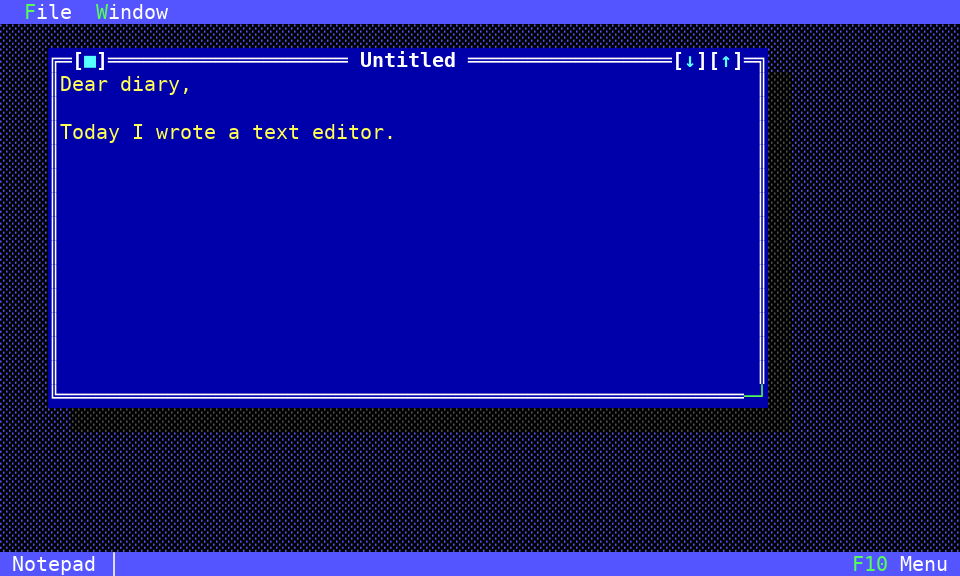 File  Window
[■] Untitled [↓][↑]
Dear diary,
Today I wrote a text editor.
Notepad │ F10 Menu